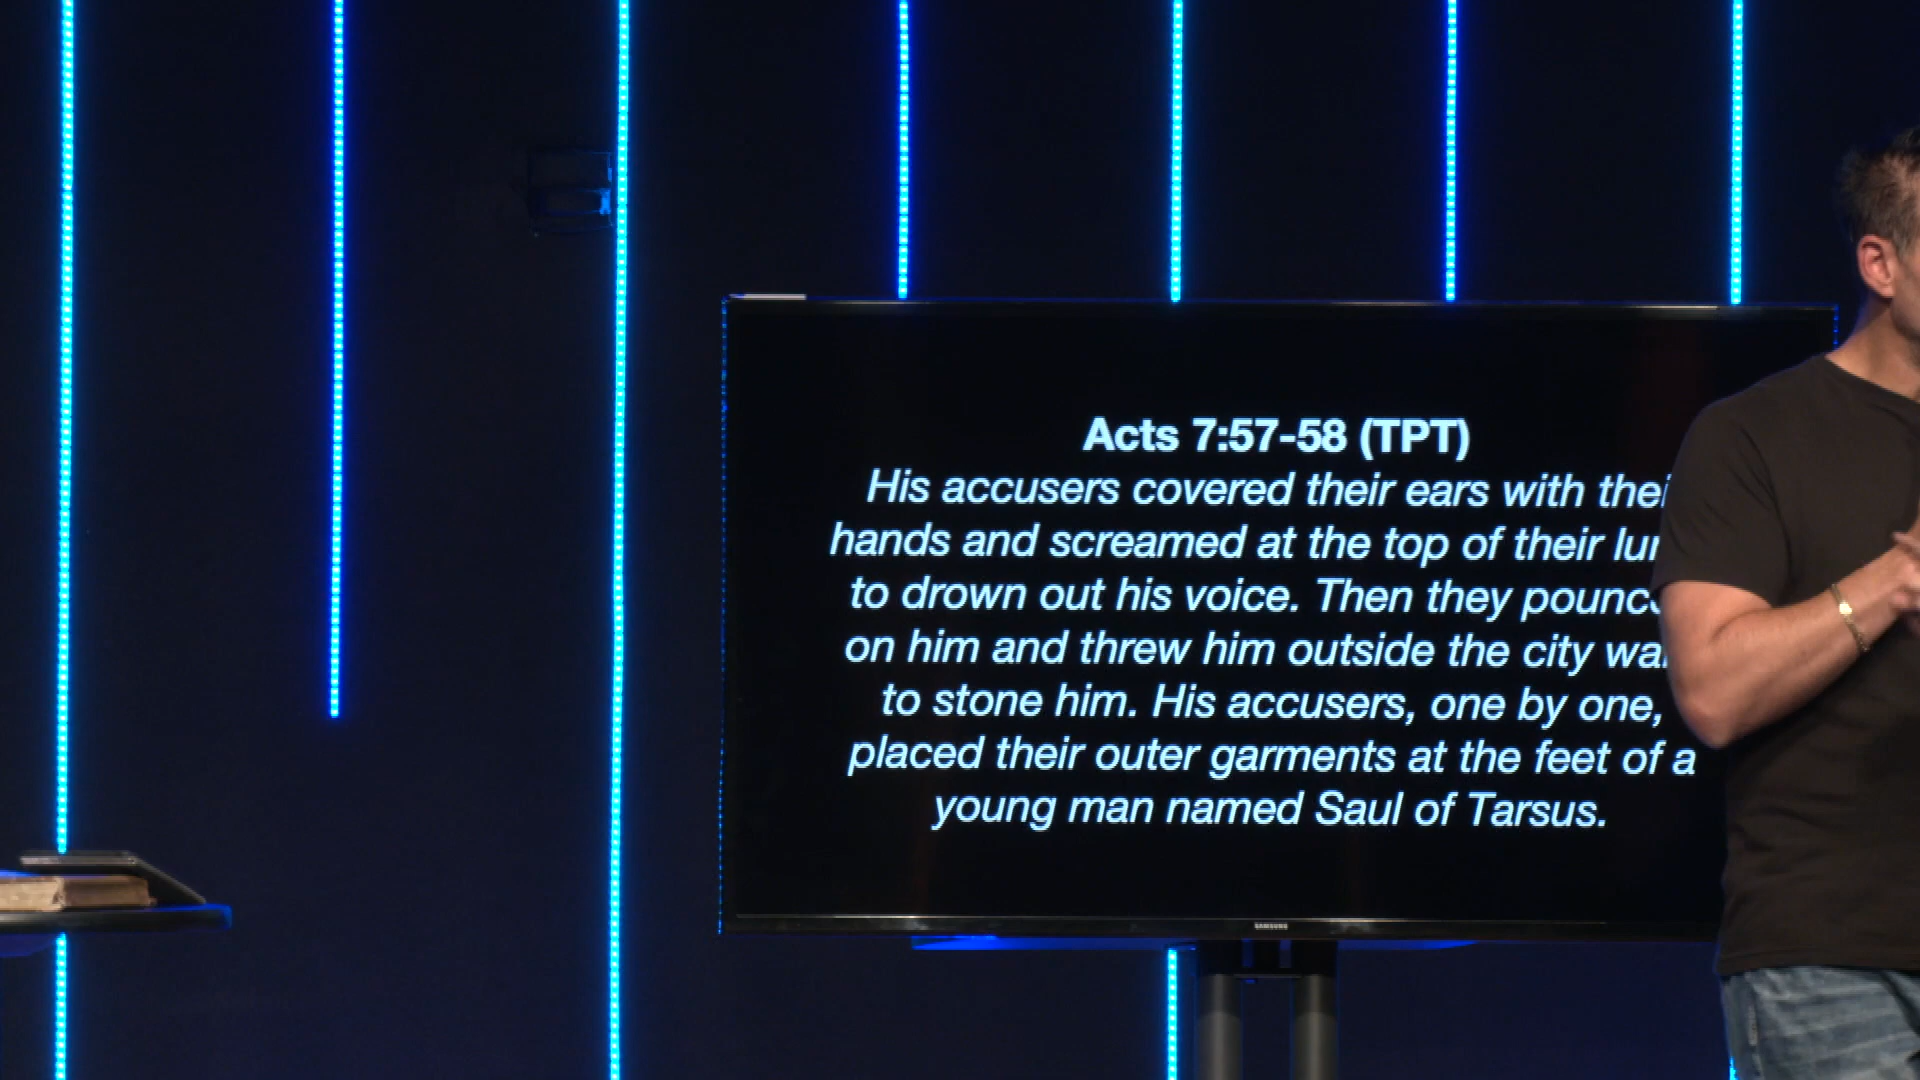 Acts 7:57-58 (TPT)
His accusers covered their ears with
hands and screamed at the top of their
to drown out his voice. Then they
on him and threw him outside the city
to stone him. His accusers, one by one,
placed their outer garments at the feet of a
young man named Saul of Tarsus.
SAMSUNG